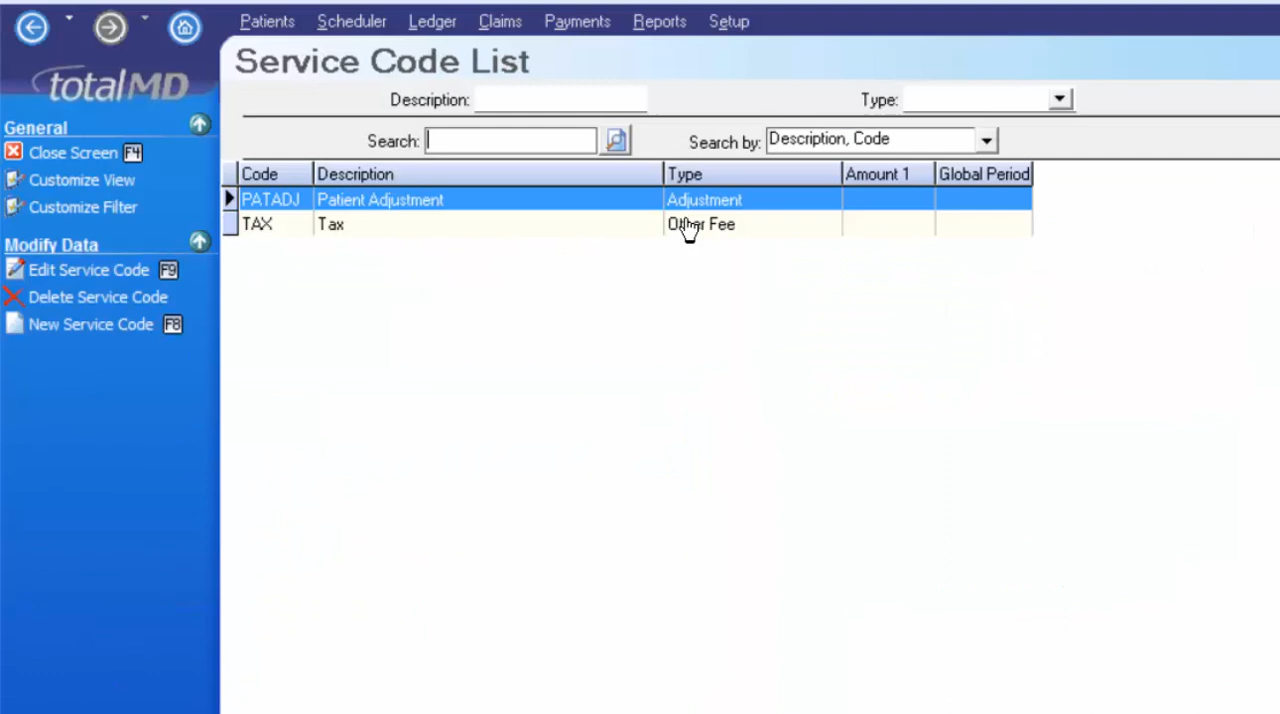 Patients Scheduler Ledger Claims Payments Reports Setup
totalMD
Service Code List
Description: Type:
General
Search: Search by: Description, Code
Close Screen F4
Customize View
Customize Filter
Modify Data
Edit Service Code F9
Delete Service Code
New Service Code F8
Code Description Type Amount 1 Global Period
PATADJ Patient Adjustment Adjustment
TAX Tax Other Fee